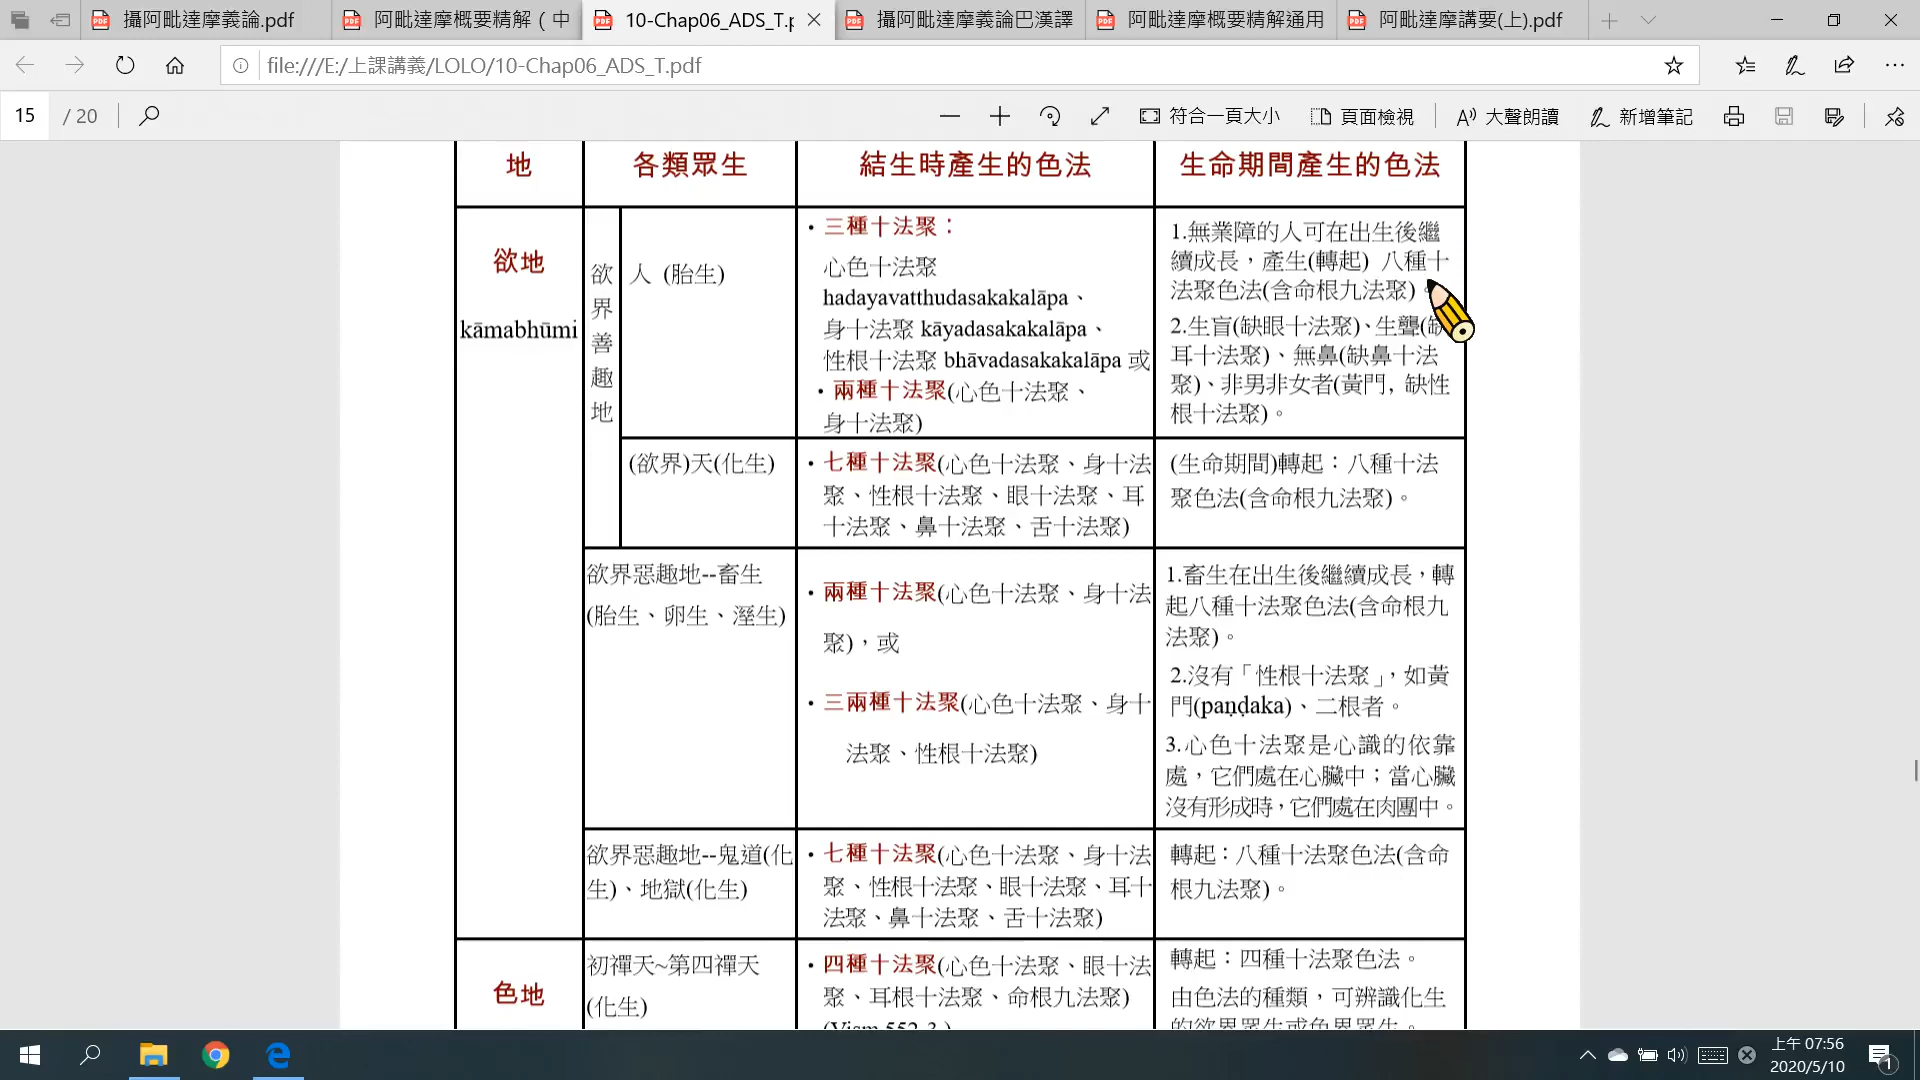 攝阿毗達摩義論.pdf
阿毗達摩概要精解 ( 中
10-Chap06_ADS_T.p
攝阿毗達摩義論巴漢譯
阿毗達摩概要精解通用
阿毗達摩講要(上).pdf
file:///E:/上課講義/LOLO/10-Chap06_ADS_T.pdf
15 / 20
符合一頁大小
頁面檢視
大聲朗讀
新增筆記
地
各類眾生
結生時產生的色法
生命期間產生的色法
欲地
kāmabhūmi
欲界善趣地
人 (胎生)
• 三種十法聚：
心色十法聚
hadayavatthudasakakalāpa、
身十法聚 kāyadasakakalāpa、
性根十法聚 bhāvadasakakalāpa 或
• 兩種十法聚(心色十法聚、
身十法聚)
1.無業障的人可在出生後繼
續成長，產生(轉起) 八種十
法聚色法(含命根九法聚)。
2.生盲(缺眼十法聚)、生聾(缺
耳十法聚)、無鼻(缺鼻十法
聚)、非男非女者(黃門, 缺性
根十法聚)。
(欲界)天(化生)
• 七種十法聚(心色十法聚、身十法
聚、性根十法聚、眼十法聚、耳
十法聚、鼻十法聚、舌十法聚)
(生命期間)轉起：八種十法
聚色法(含命根九法聚)。
欲界惡趣地--畜生
(胎生、卵生、溼生)
• 兩種十法聚(心色十法聚、身十法
聚)，或
• 三兩種十法聚(心色十法聚、身十
法聚、性根十法聚)
1.畜生在出生後繼續成長，轉
起八種十法聚色法(含命根九
法聚)。
2.沒有「性根十法聚」，如黃
門(paṇḍaka)、二根者。
3.心色十法聚是心識的依靠
處，它們處在心臟中；當心臟
沒有形成時，它們處在肉團中。
欲界惡趣地--鬼道(化
生)、地獄(化生)
• 七種十法聚(心色十法聚、身十法
聚、性根十法聚、眼十法聚、耳十
法聚、鼻十法聚、舌十法聚)
轉起：八種十法聚色法(含命
根九法聚)。
色地
初禪天~第四禪天
(化生)
• 四種十法聚(心色十法聚、眼十法
聚、耳根十法聚、命根九法聚)
(Vism.552-3.)
轉起：四種十法聚色法。
由色法的種類，可辨識化生
的欲界眾生或色界眾生。
上午 07:56
2020/5/10
1